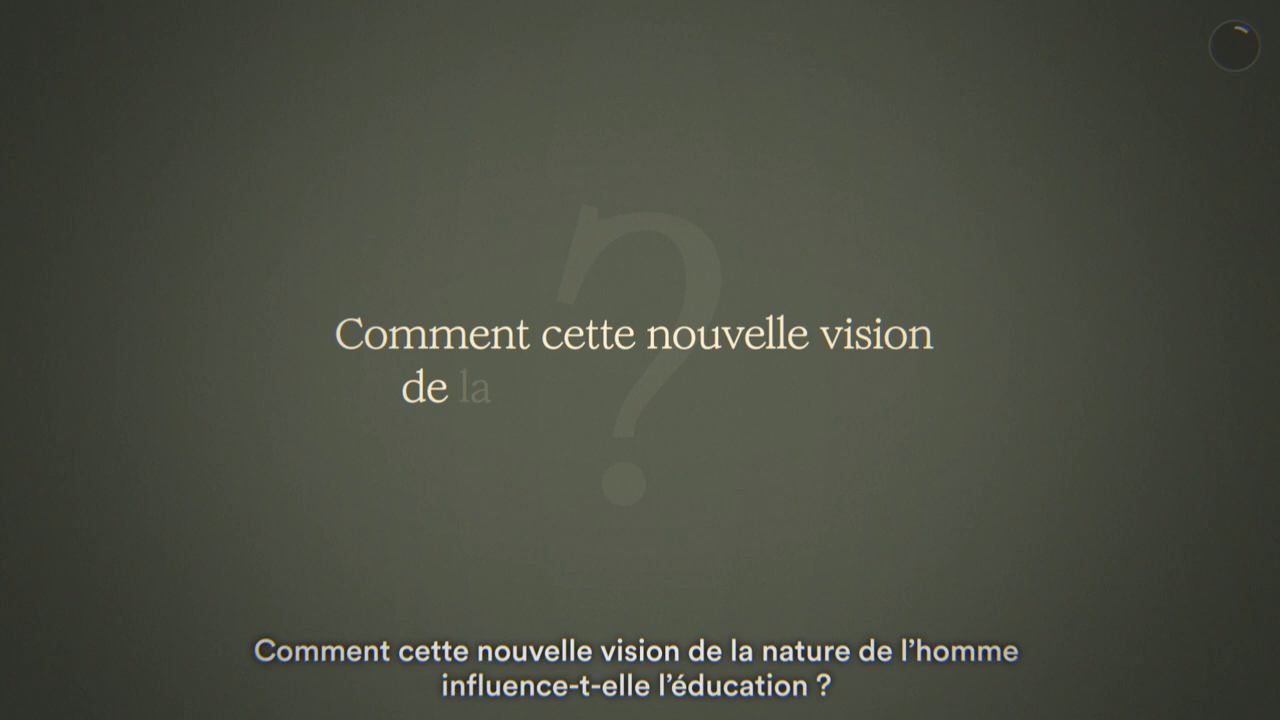 Comment cette nouvelle vision
de la
?
Comment cette nouvelle vision de la nature de l’homme
influence-t-elle l’éducation ?